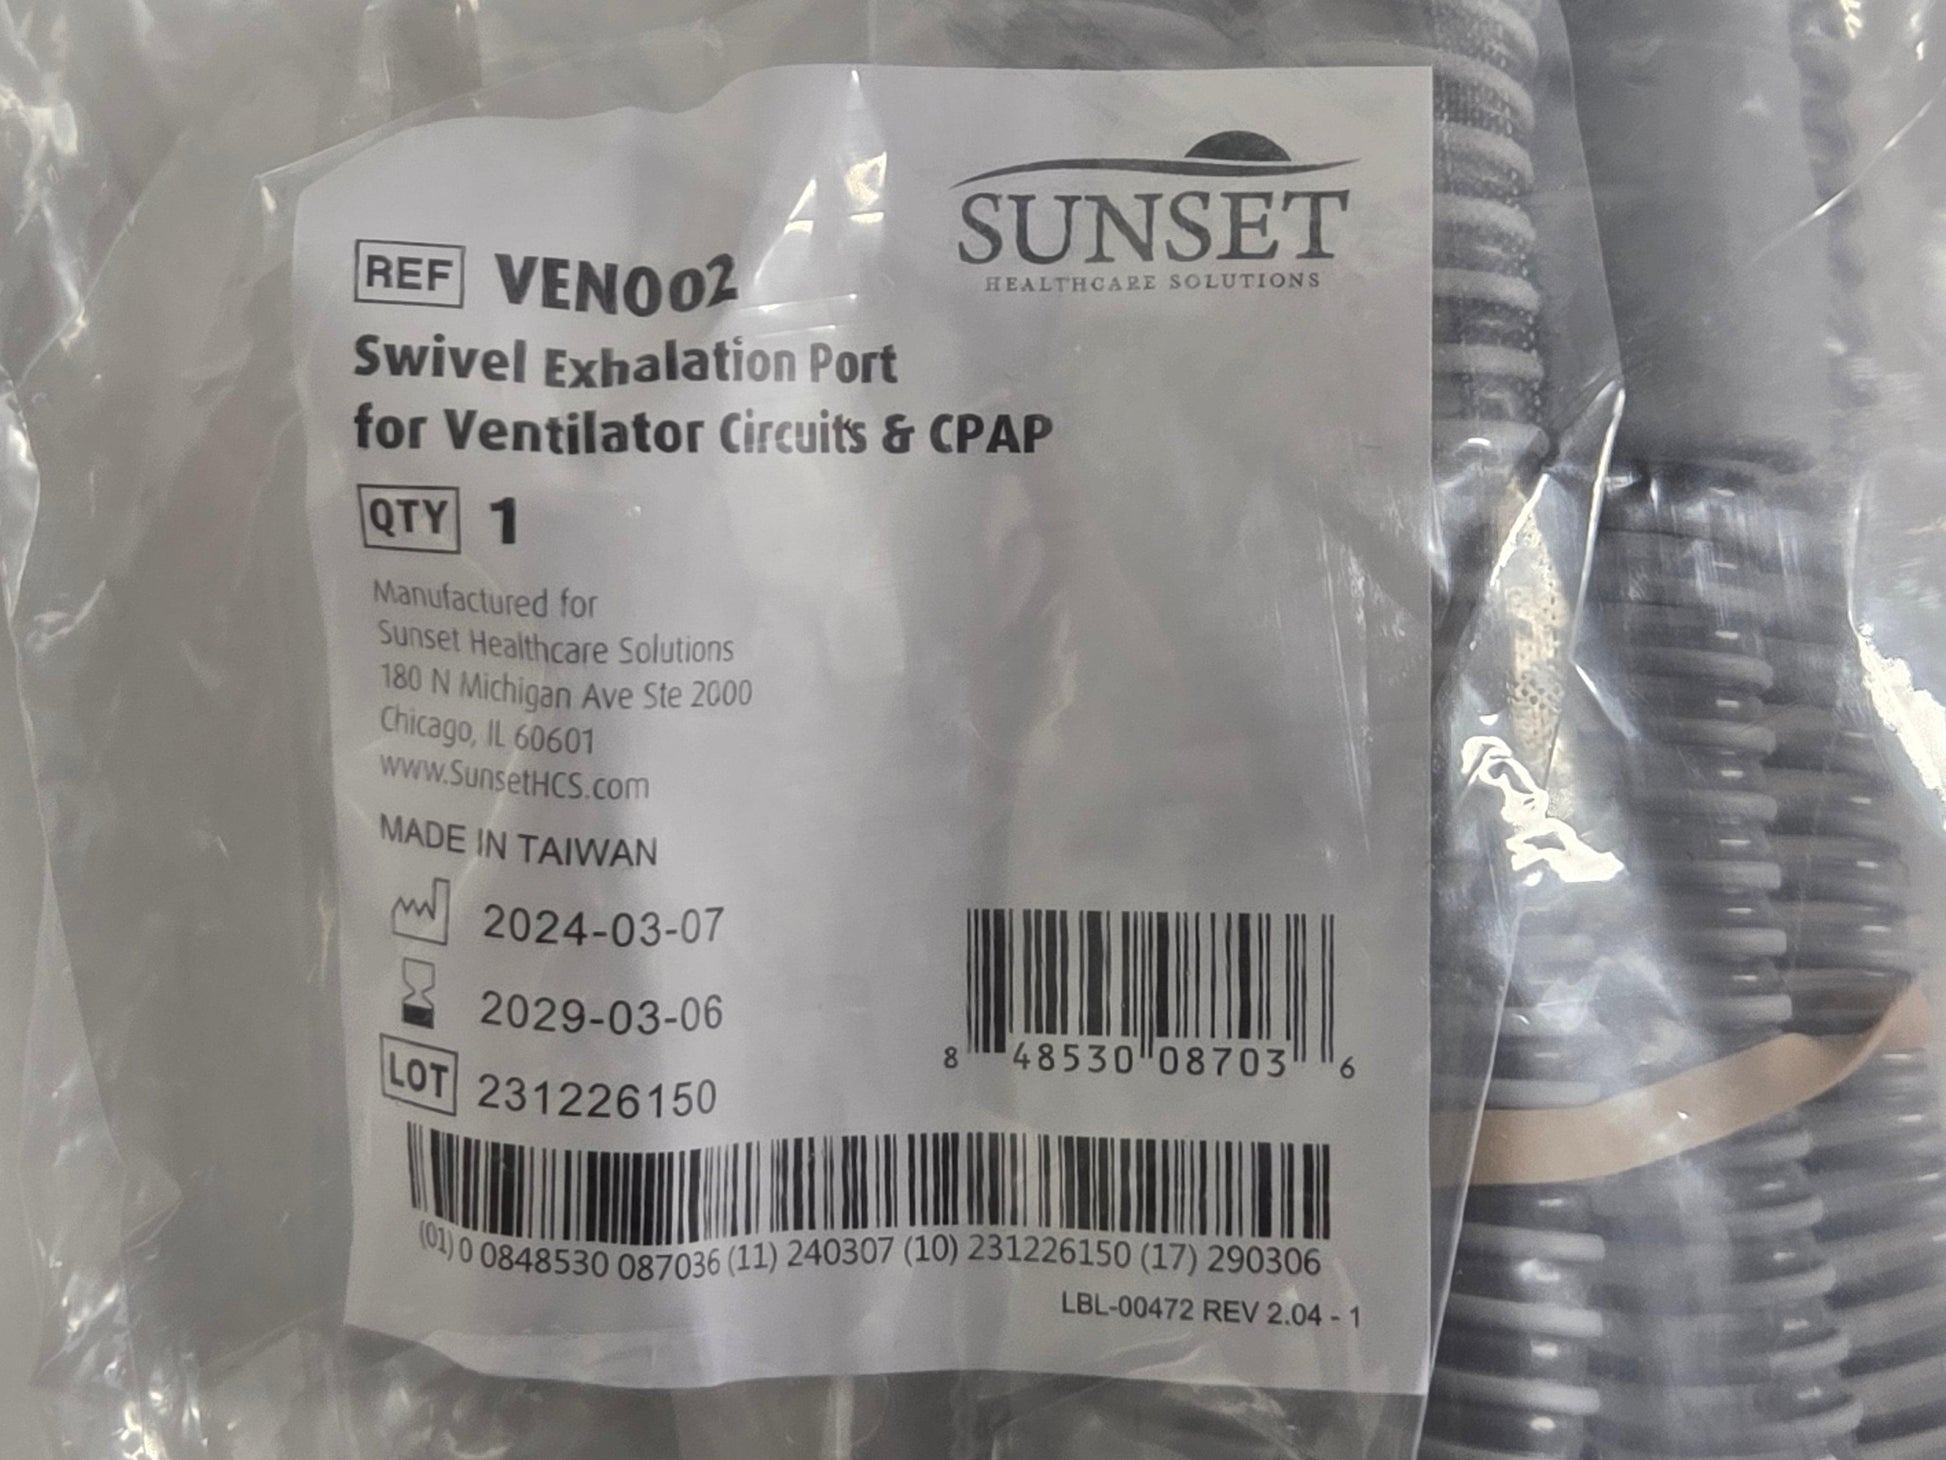 SUNSET
HEALTHCARE SOLUTIONS
REF VEN002
Swivel Exhalation Port
for Ventilator Circuits & CPAP
QTY 1
Manufactured for
Sunset Healthcare Solutions
180 N Michigan Ave Ste 2000
Chicago, IL 60601
www.SunsetHCS.com
MADE IN TAIWAN
2024-03-07
2029-03-06
LOT 231226150
8 48530 08703 6
(01) 0 0848530 087036 (11) 240307 (10) 231226150 (17) 290306
LBL-00472 REV 2.04 - 1